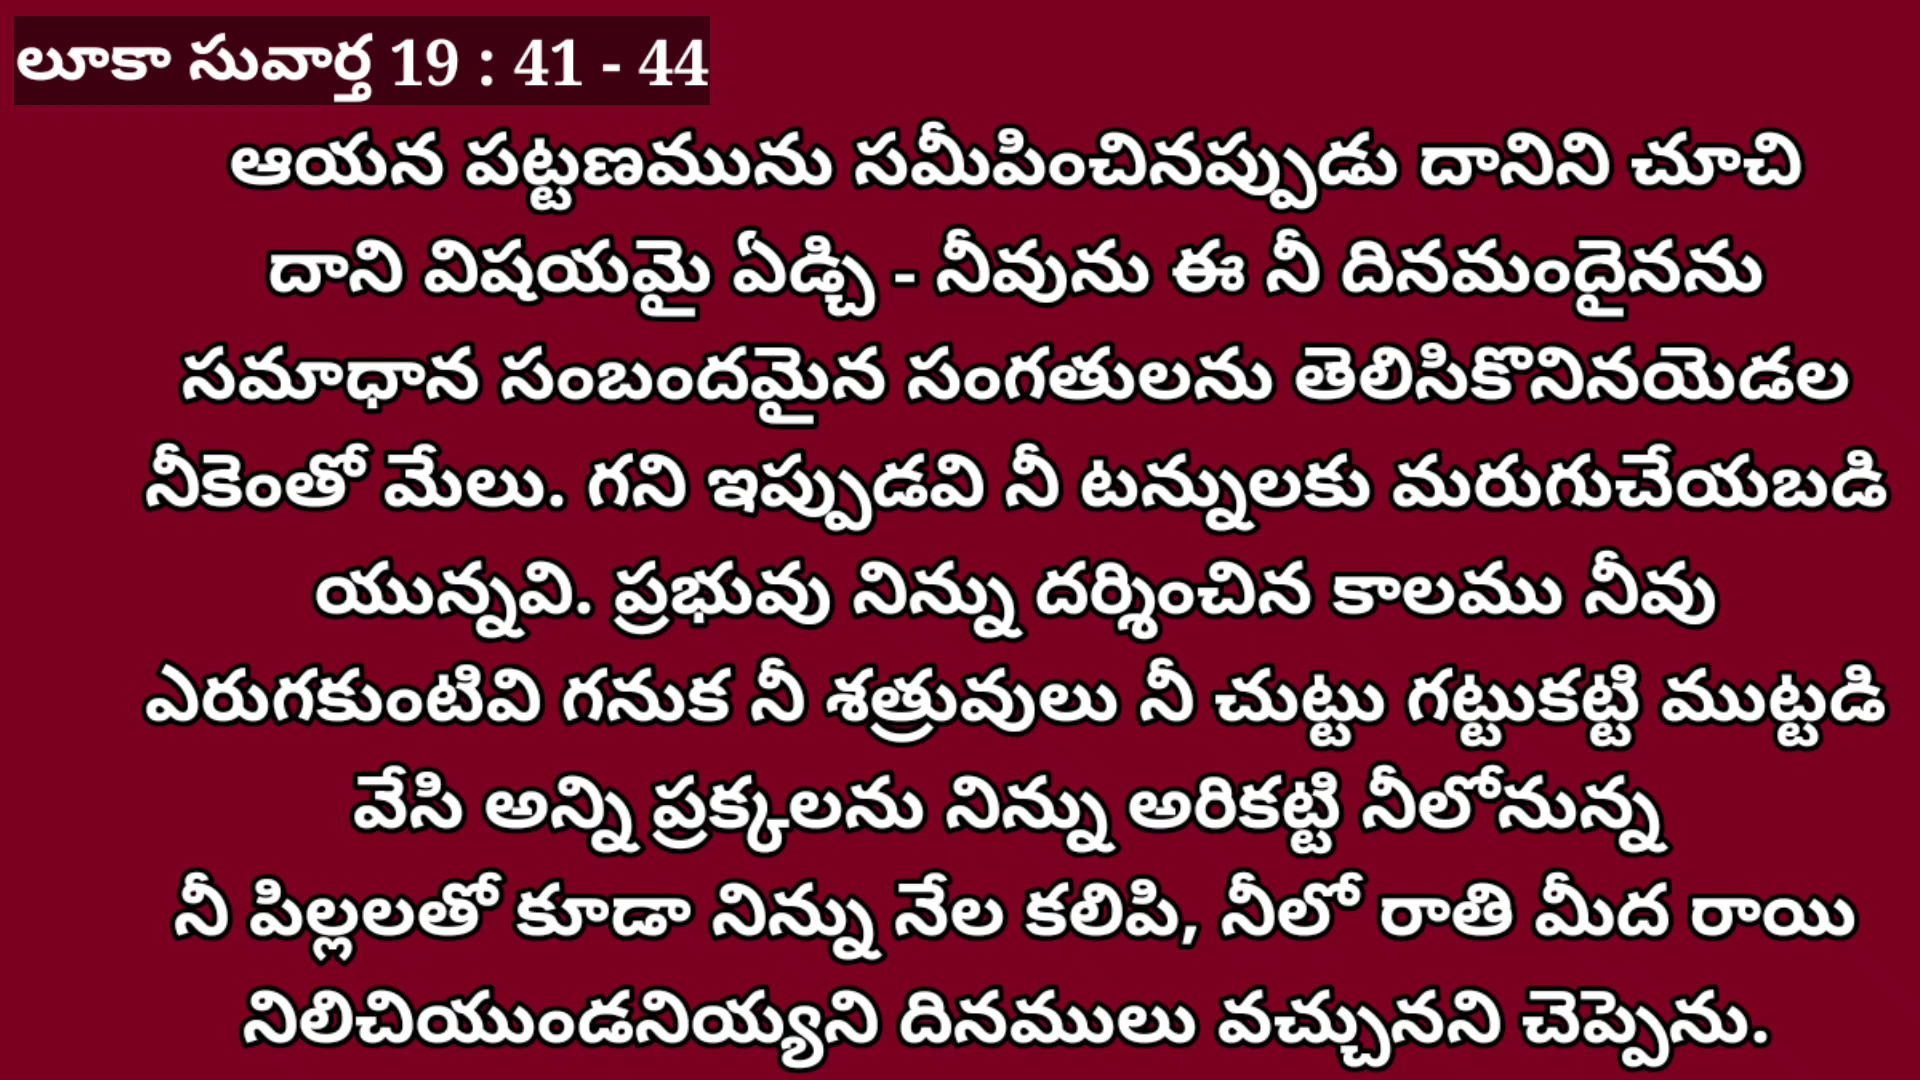 లూకా సువార్త 19 : 41 - 44
ఆయన పట్టణమును సమీపించినప్పుడు దానిని చూచి
దాని విషయమై ఏడ్చి - నీవును ఈ నీ దినమందైనను
సమాధాన సంబందమైన సంగతులను తెలిసికొనినయెడల
నీకెంతో మేలు. గని ఇప్పుడవి నీ టన్నులకు మరుగుచేయబడి
యున్నవి. ప్రభువు నిన్ను దర్శించిన కాలము నీవు
ఎరుగకుంటివి గనుక నీ శత్రువులు నీ చుట్టు గట్టుకట్టి ముట్టడి
వేసి అన్ని ప్రక్కలను నిన్ను అరికట్టి నీలోనున్న
నీ పిల్లలతో కూడా నిన్ను నేల కలిపి, నీలో రాతి మీద రాయి
నిలిచియుండనియ్యని దినములు వచ్చునని చెప్పెను.